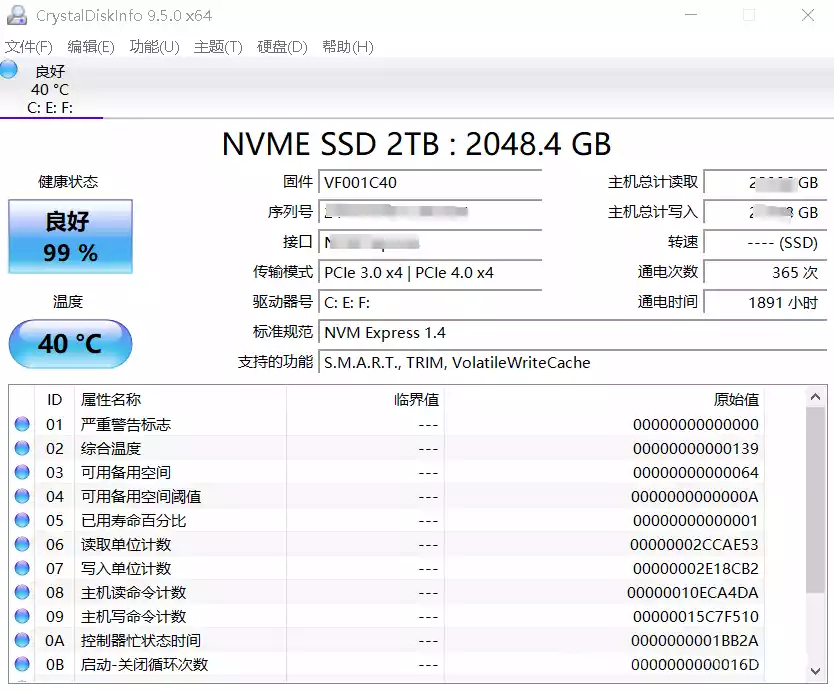 CrystalDiskInfo 9.5.0 x64
文件(F) 编辑(E) 功能(U) 主题(T) 硬盘(D) 帮助(H)
良好
40 °C
C: E: F:
NVME SSD 2TB : 2048.4 GB
健康状态
良好
99 %
温度
40 °C
固件 VF001C40
序列号
接口
传输模式 PCIe 3.0 x4 | PCIe 4.0 x4
驱动器号 C: E: F:
标准规范 NVM Express 1.4
支持的功能 S.M.A.R.T., TRIM, VolatileWriteCache
主机总计读取 GB
主机总计写入 GB
转速 ---- (SSD)
通电次数 365 次
通电时间 1891 小时
ID 属性名称 临界值 原始值
01 严重警告标志 --- 00000000000000
02 综合温度 --- 00000000000139
03 可用备用空间 --- 00000000000064
04 可用备用空间阈值 --- 0000000000000A
05 已用寿命百分比 --- 00000000000001
06 读取单位计数 --- 00000002CCAE53
07 写入单位计数 --- 00000002E18CB2
08 主机读命令计数 --- 00000010ECA4DA
09 主机写命令计数 --- 00000015C7F510
0A 控制器忙状态时间 --- 0000000001BB2A
0B 启动-关闭循环次数 --- 0000000000016D